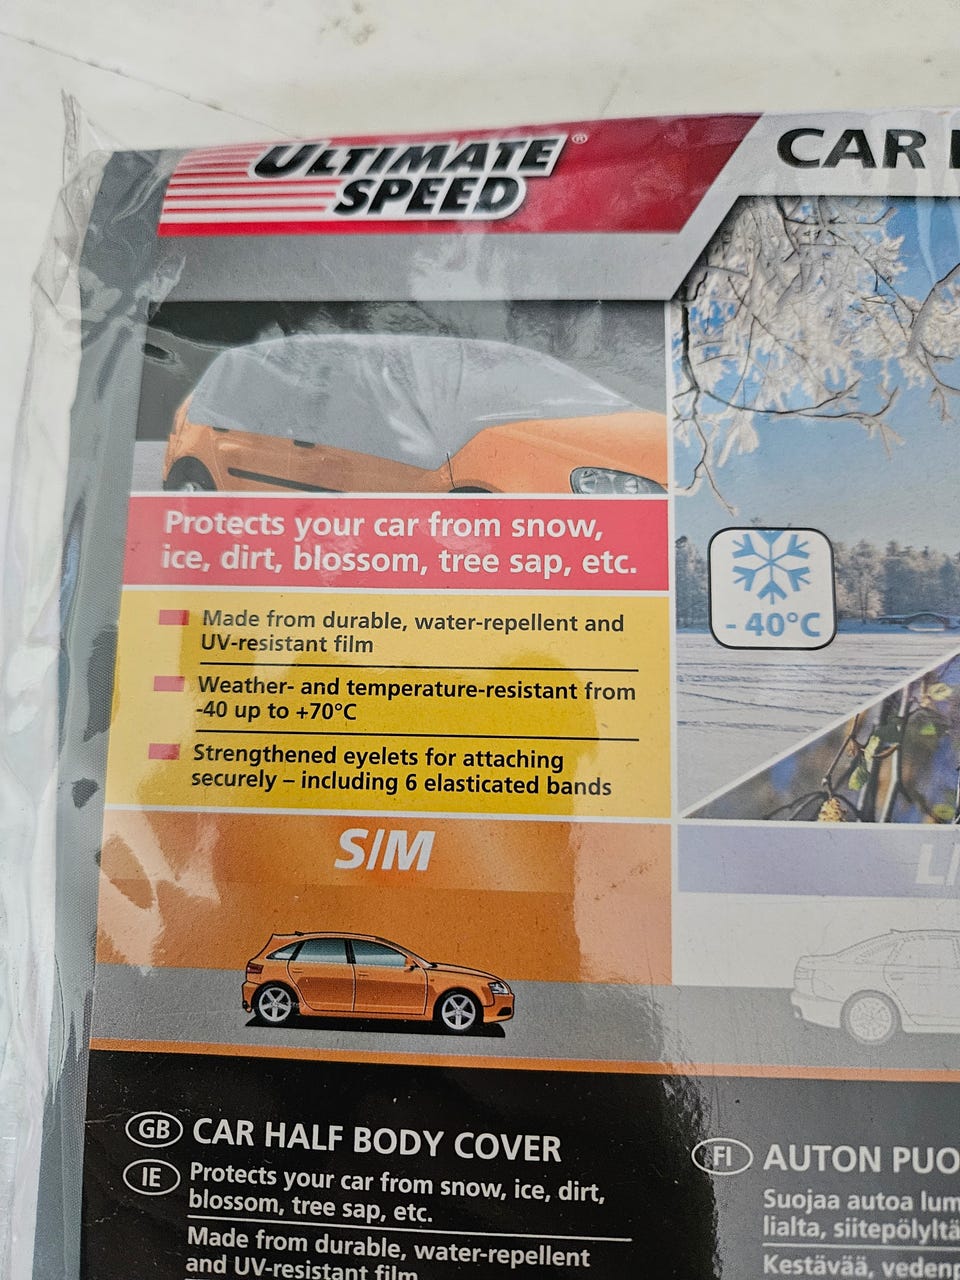 ULTIMATE
SPEED®
CAR
Protects your car from snow,
ice, dirt, blossom, tree sap, etc.
Made from durable, water-repellent and
UV-resistant film
Weather- and temperature-resistant from
-40 up to +70°C
Strengthened eyelets for attaching
securely – including 6 elasticated bands
- 40°C
S/M
L/
GB CAR HALF BODY COVER
IE Protects your car from snow, ice, dirt,
blossom, tree sap, etc.
Made from durable, water-repellent
and UV-resistant film
FI AUTON PUO
Suojaa autoa lum
lialta, siitepölyltä
Kestävää, vedenp